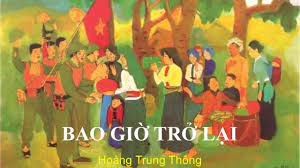 BAO GIỜ TRỞ LẠI
Hoàng Trung Thông